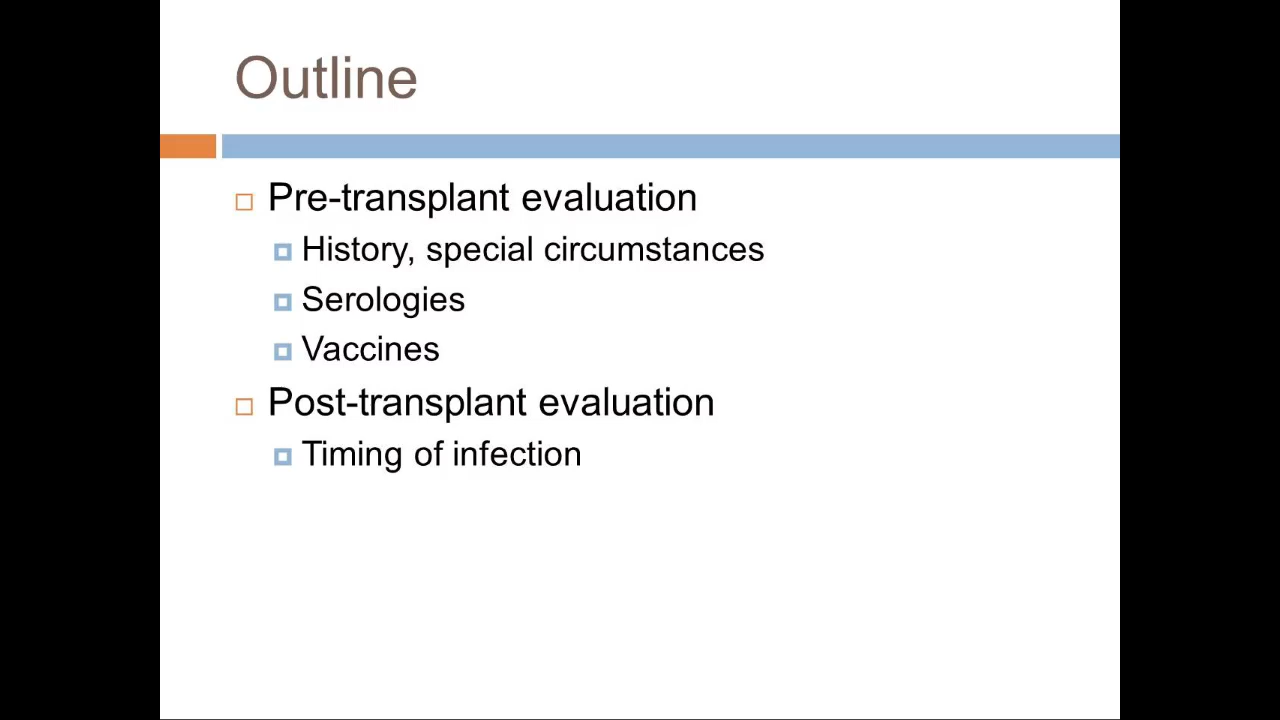 Outline
Pre-transplant evaluation
History, special circumstances
Serologies
Vaccines
Post-transplant evaluation
Timing of infection